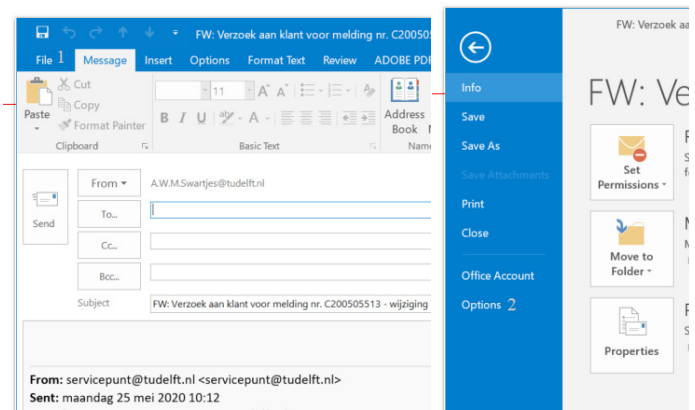 FW: Verzoek aan klant voor melding nr. C20050
File 1 Message Insert Options Format Text Review ADOBE PDF
Paste
Cut
Copy
Format Painter
Clipboard
11
B I U
Basic Text
Address
Book
Send
From
A.W.M.Swartjes@tudelft.nl
To...
Cc...
Bcc...
Subject
FW: Verzoek aan klant voor melding nr. C200505513 - wijziging
From: servicepunt@tudelft.nl <servicepunt@tudelft.nl>
Sent: maandag 25 mei 2020 10:12
FW: Verzoek aa
Info
Save
Save As
Save Attachments
Print
Close
Office Account
Options 2
FW: Ve
Set
Permissions
Move to
Folder
Properties